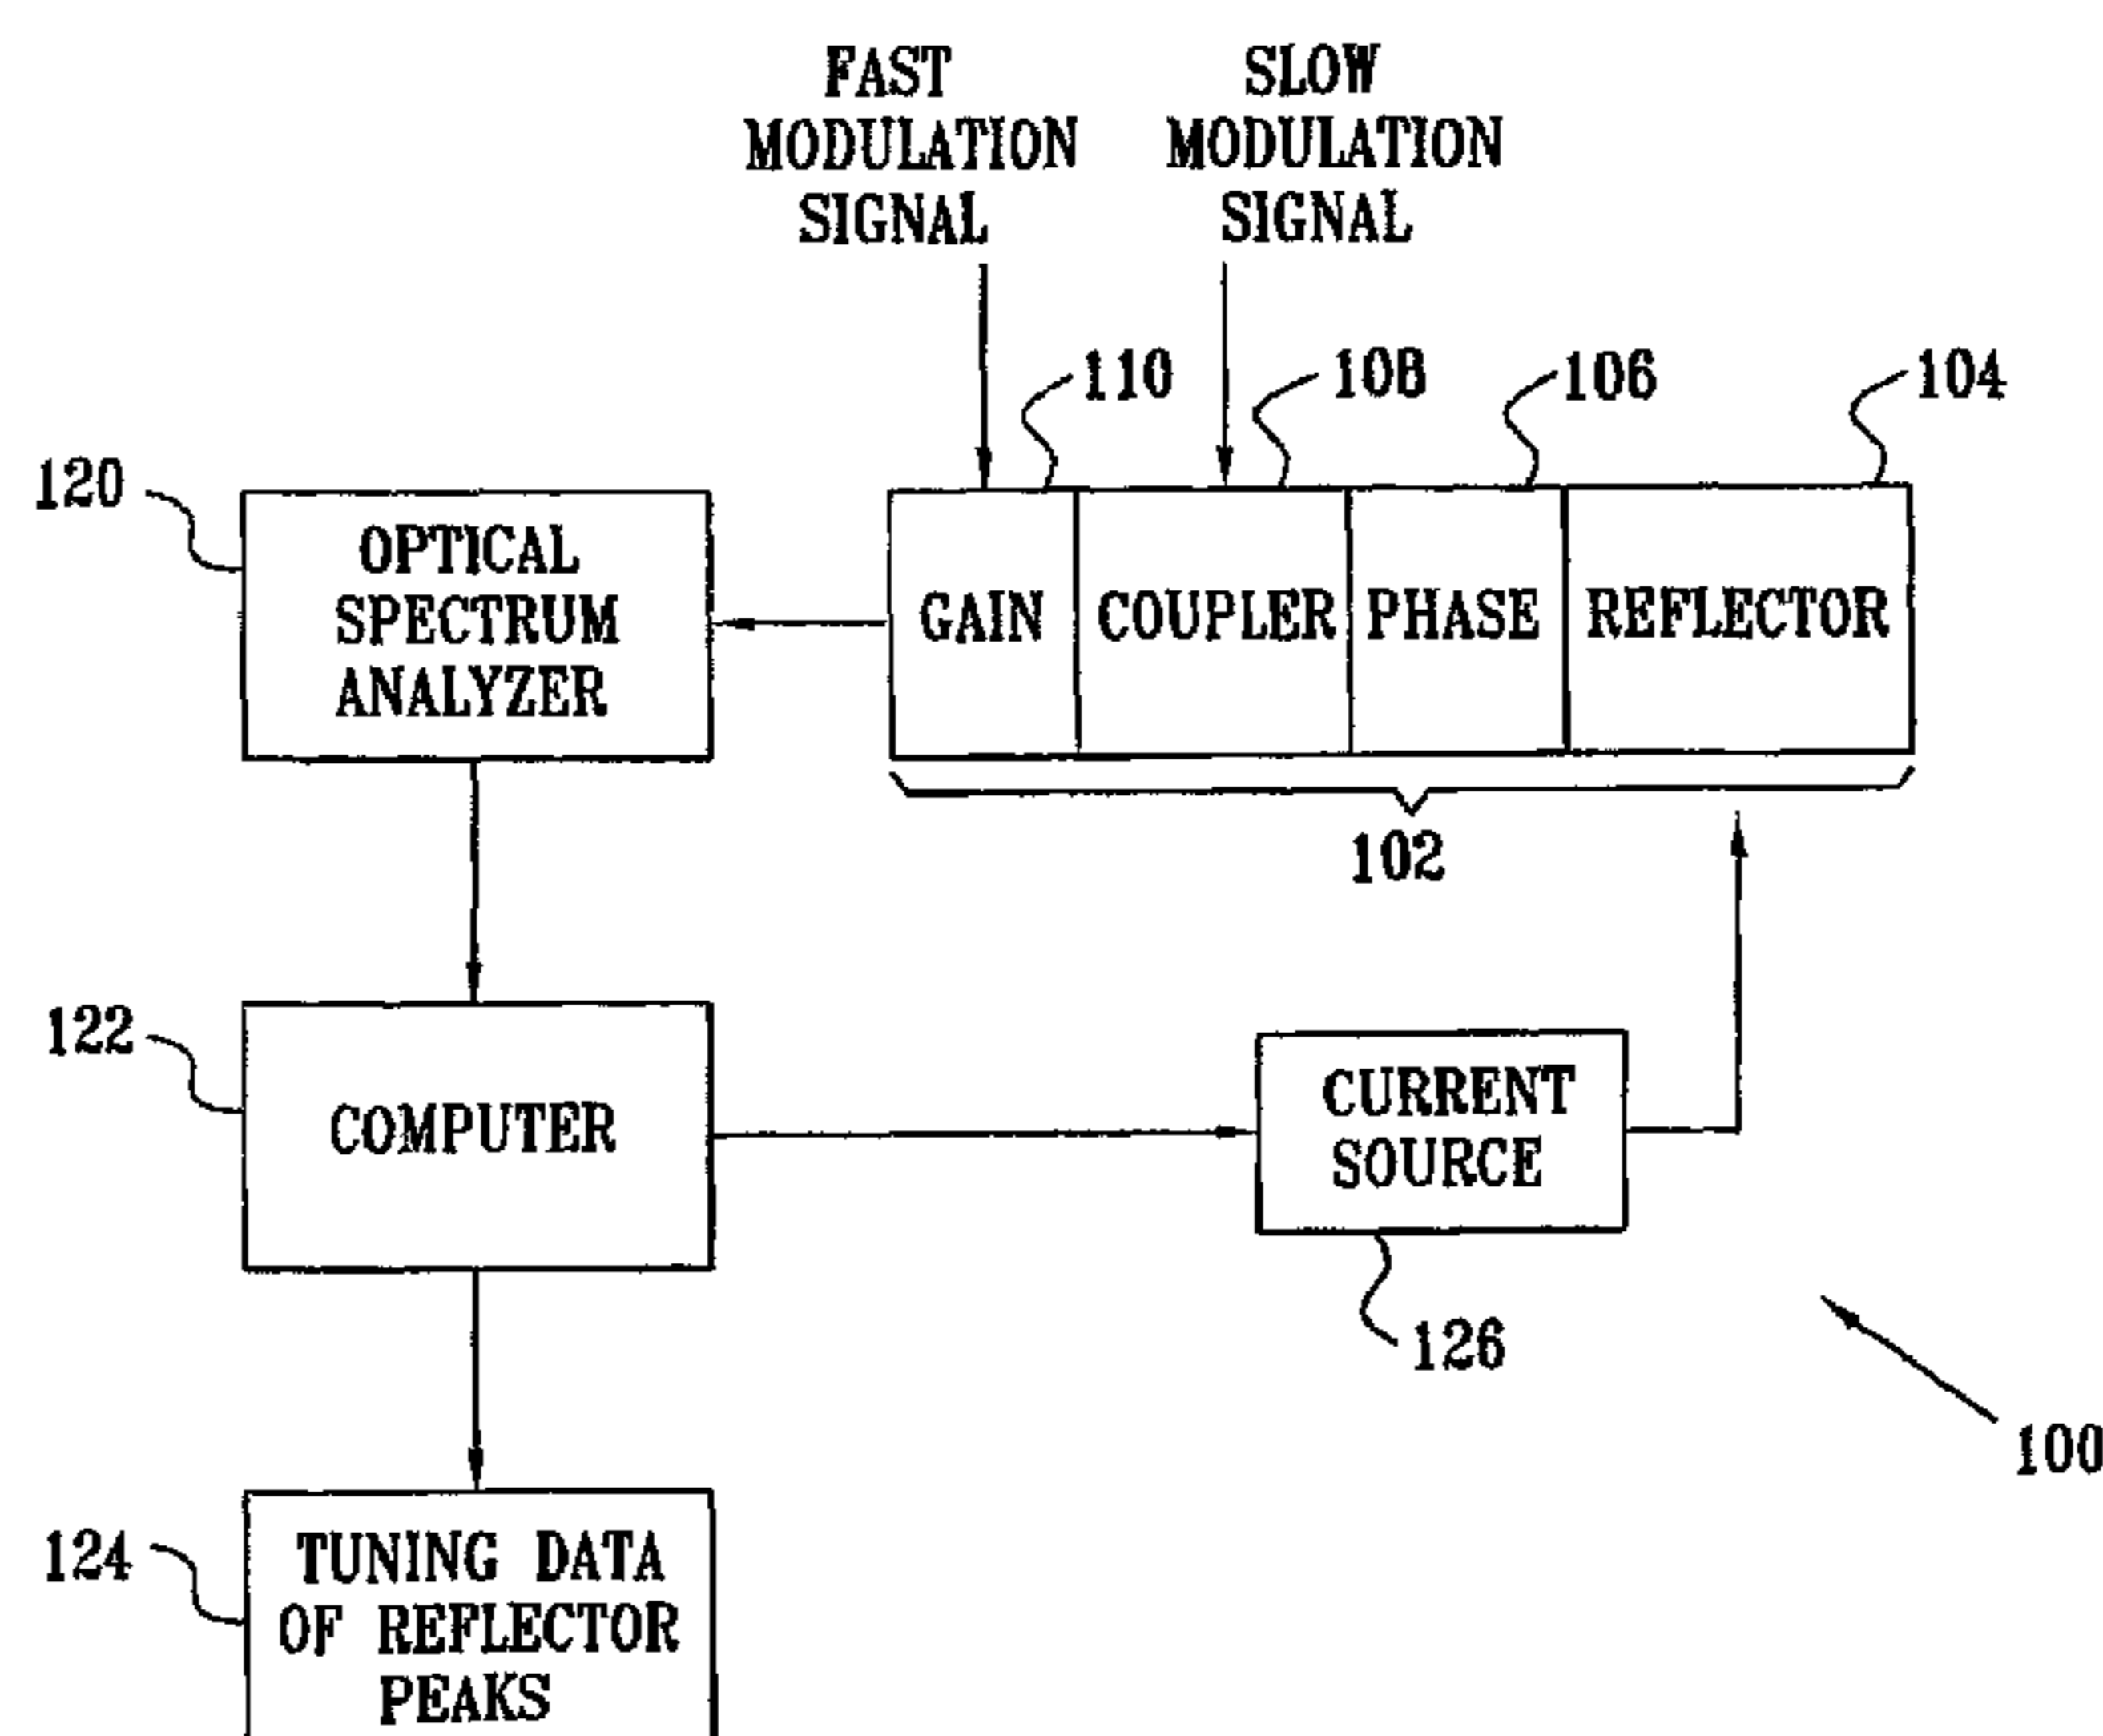 FAST
MODULATION
SIGNAL
SLOW
MODULATION
SIGNAL
110
108
106
104
120
OPTICAL
SPECTRUM
ANALYZER
GAIN
COUPLER
PHASE
REFLECTOR
102
122
COMPUTER
CURRENT
SOURCE
126
100
124
TUNING DATA
OF REFLECTOR
PEAKS